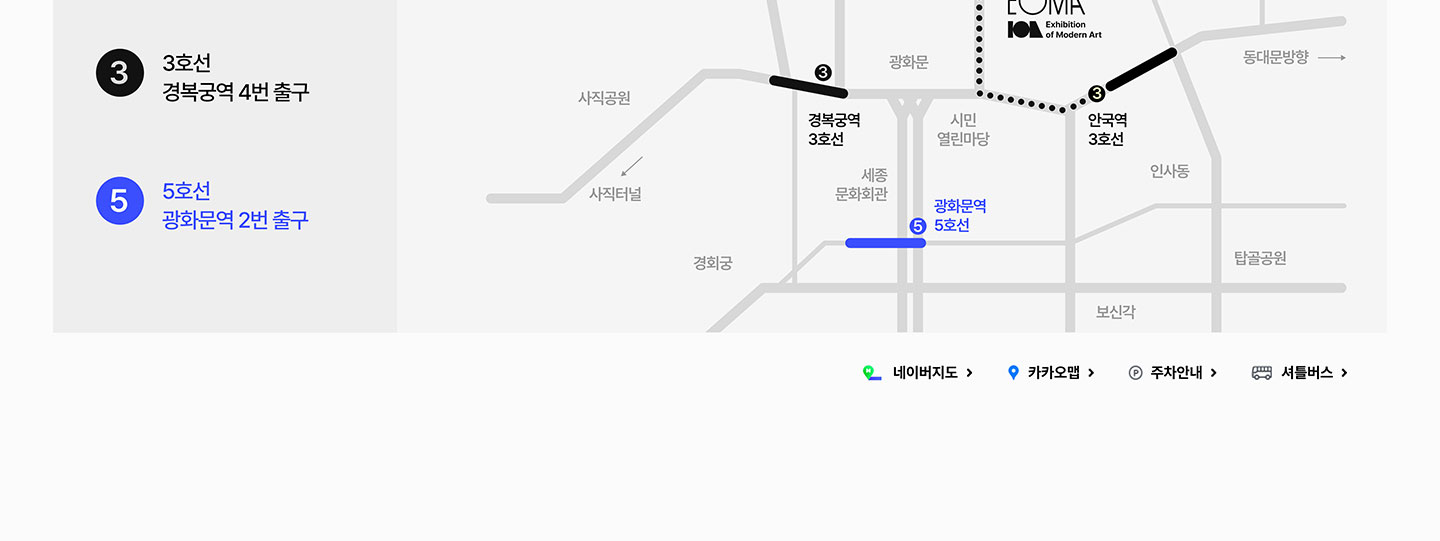 3
3호선
경복궁역 4번 출구
5
5호선
광화문역 2번 출구
EOMA
Exhibition
of Modern Art
동대문방향
광화문
3
사직공원
3
경복궁역
3호선
시민
열린마당
안국역
3호선
인사동
사직터널
세종
문화회관
광화문역
5호선
5
경희궁
탑골공원
보신각
네이버지도
카카오맵
P
주차안내
셔틀버스